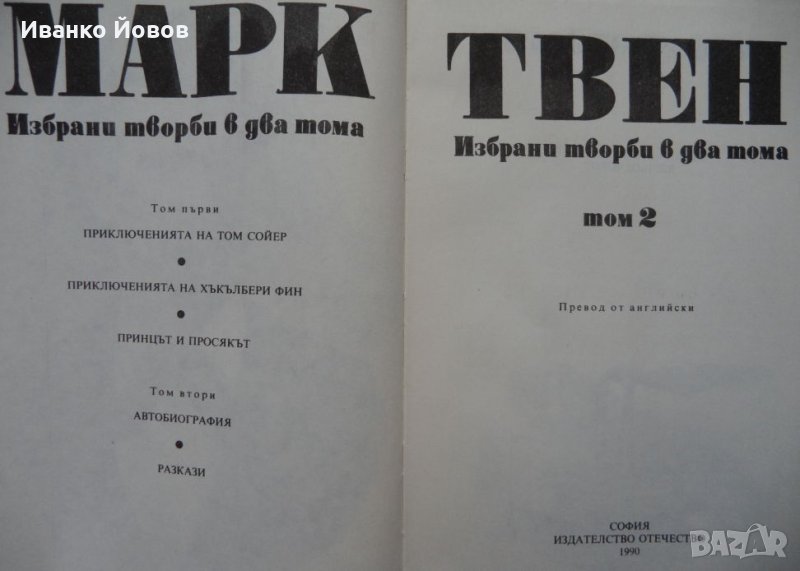 Иванко Йовов
МАРК
Избрани творби в два тома
Том първи
ПРИКЛЮЧЕНИЯТА НА ТОМ СОЙЕР
ПРИКЛЮЧЕНИЯТА НА ХЪКЪЛБЕРИ ФИН
ПРИНЦЪТ И ПРОСЯКЪТ
Том втори
АВТОБИОГРАФИЯ
РАЗКАЗИ
ТВЕН
Избрани творби в два тома
том 2
Превод от английски
СОФИЯ
ИЗДАТЕЛСТВО ОТЕЧЕСТВО
1990
BAZAR